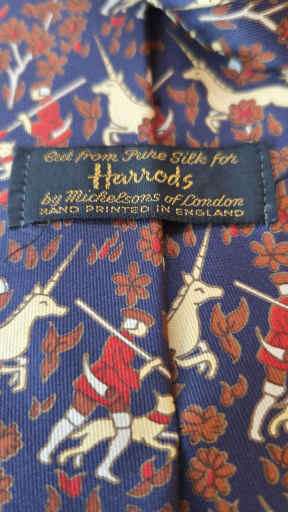 Cut from Pure Silk for
Harrods
by Michelsons of London
HAND PRINTED IN ENGLAND